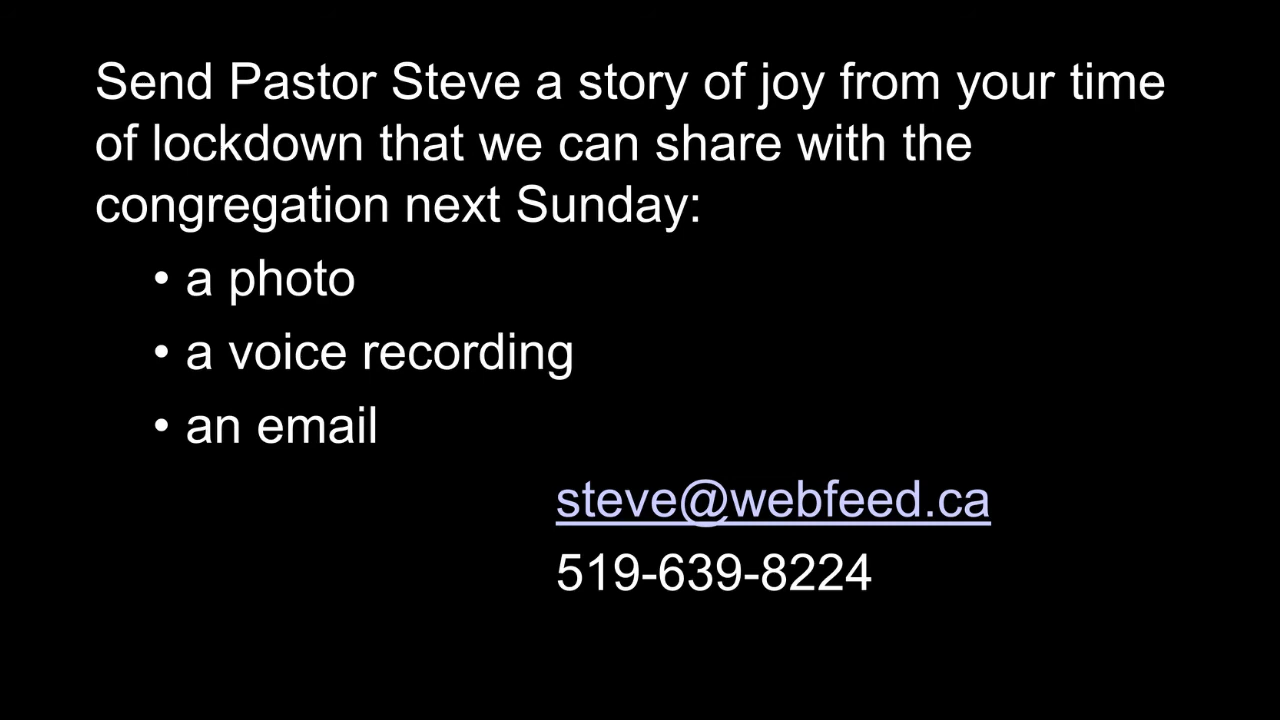 Send Pastor Steve a story of joy from your time
of lockdown that we can share with the
congregation next Sunday:
• a photo
• a voice recording
• an email
steve@webfeed.ca
519-639-8224